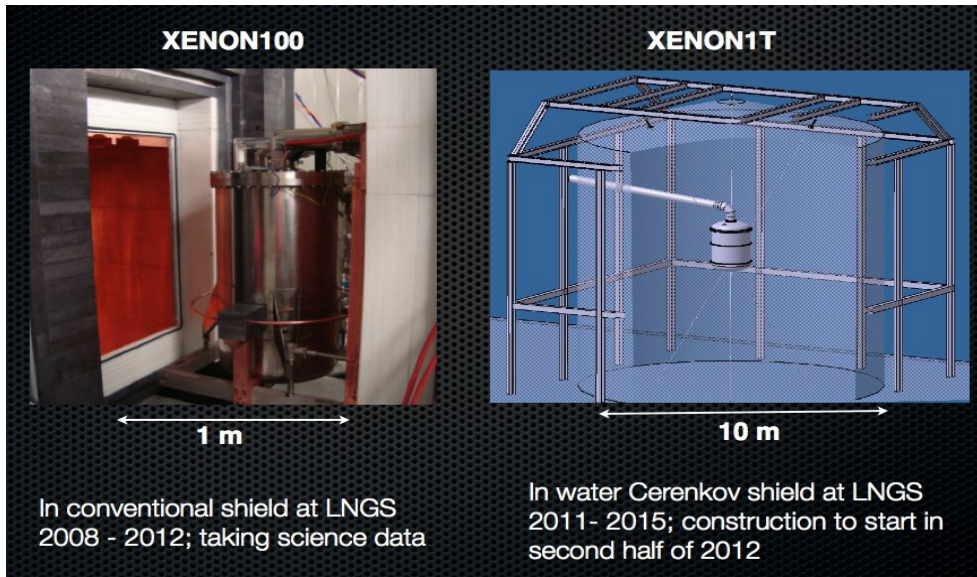 XENON100
XENON1T
1 m
10 m
In conventional shield at LNGS
2008 - 2012; taking science data
In water Cerenkov shield at LNGS
2011- 2015; construction to start in
second half of 2012